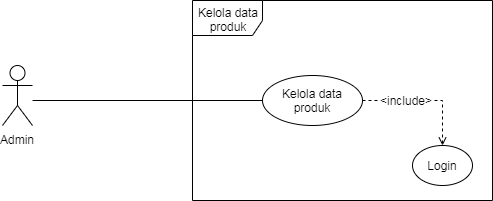 Kelola data
produk
Kelola data
produk
<include>
Admin
Login